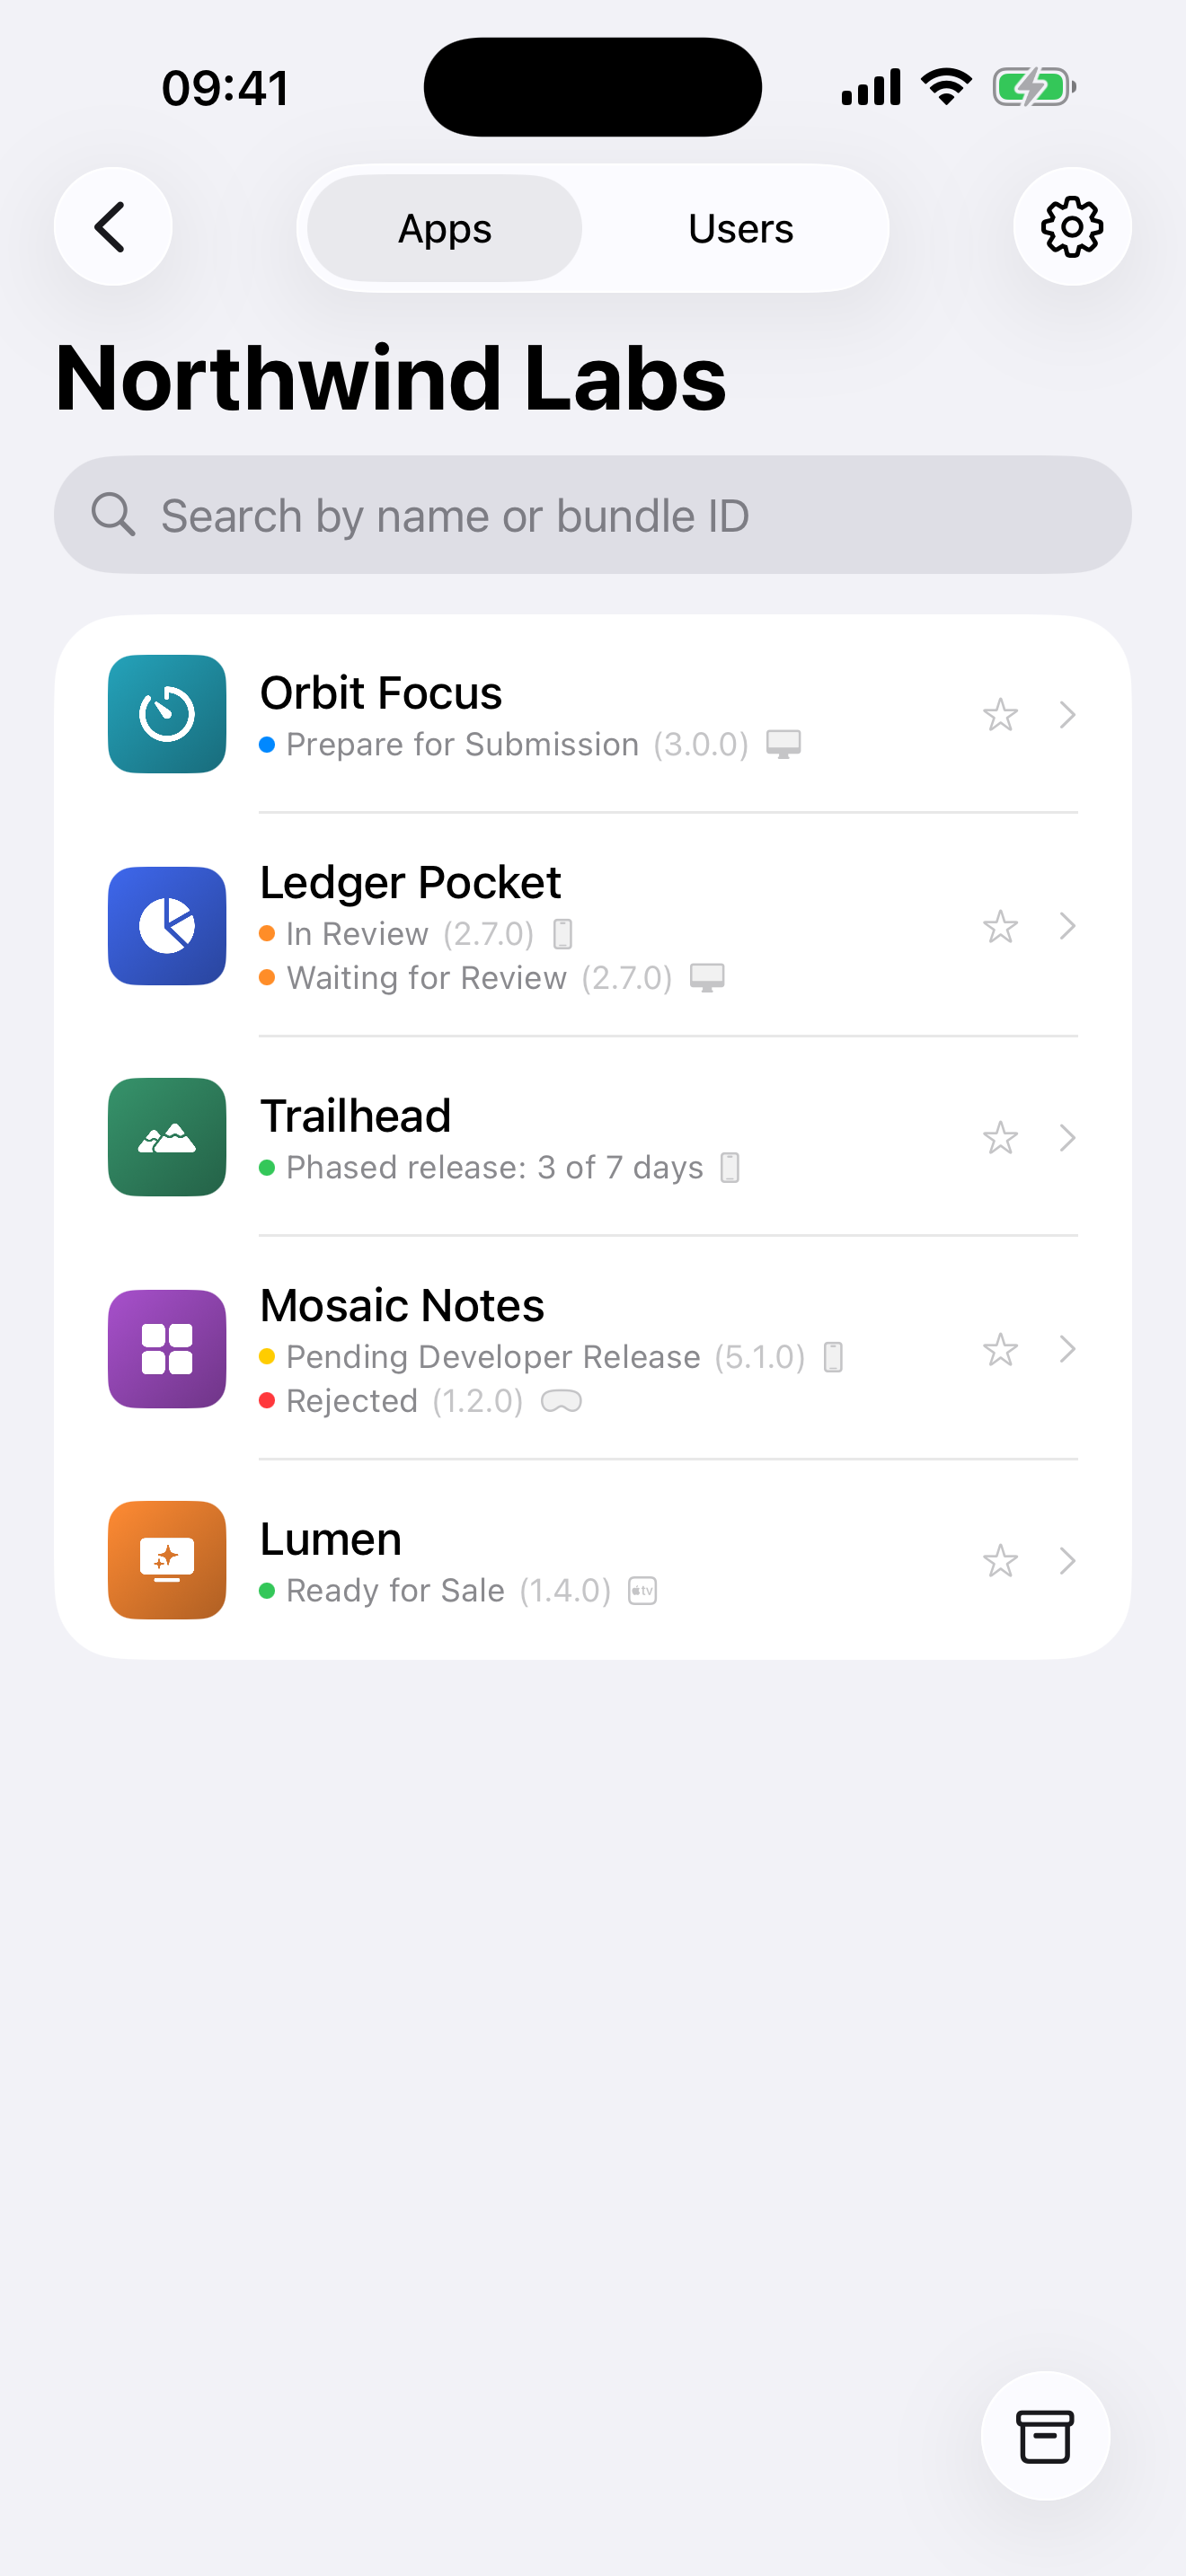 09:41
Apps
Users
Northwind Labs
Search by name or bundle ID
Orbit Focus
Prepare for Submission (3.0.0)
Ledger Pocket
In Review (2.7.0)
Waiting for Review (2.7.0)
Trailhead
Phased release: 3 of 7 days
Mosaic Notes
Pending Developer Release (5.1.0)
Rejected (1.2.0)
Lumen
Ready for Sale (1.4.0) tv